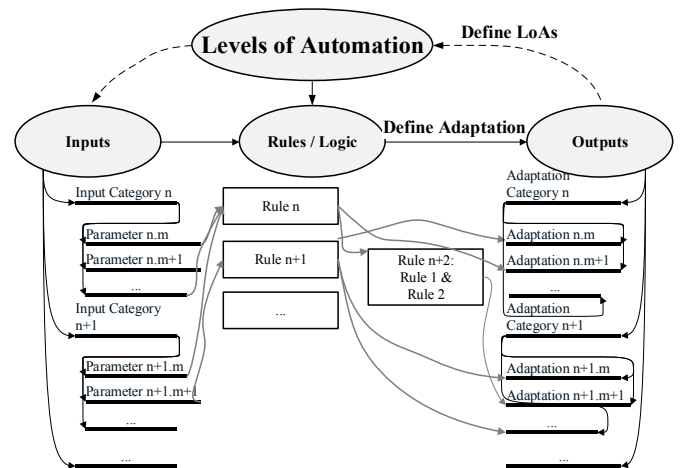 Define LoAs
Levels of Automation
Inputs
Rules / Logic
Define Adaptation
Outputs
Input Category n
Parameter n.m
Parameter n.m+1
...
Input Category
n+1
Parameter n+1.m
Parameter n+1.m+1
...
...
Rule n
Rule n+1
...
Rule n+2:
Rule 1 &
Rule 2
Adaptation
Category n
Adaptation n.m
Adaptation n.m+1
...
Adaptation
Category n+1
Adaptation n+1.m
Adaptation n+1.m+1
...
...